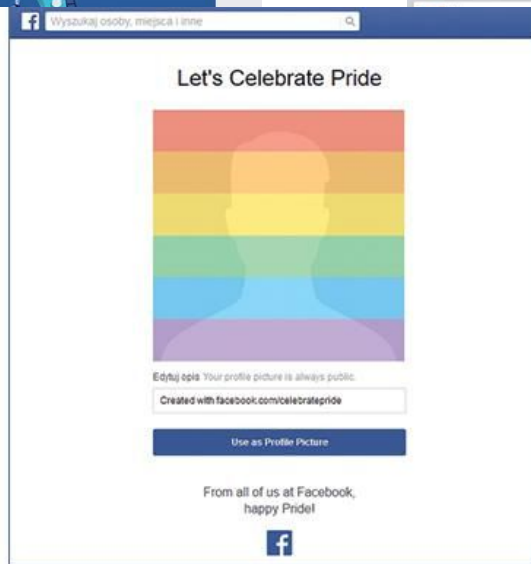 Wyszukaj osoby, miejsca i inne
Let's Celebrate Pride
Edytuj opis Your profile picture is always public.
Created with facebook.com/celebratepride
Use as Profile Picture
From all of us at Facebook,
happy Pride!